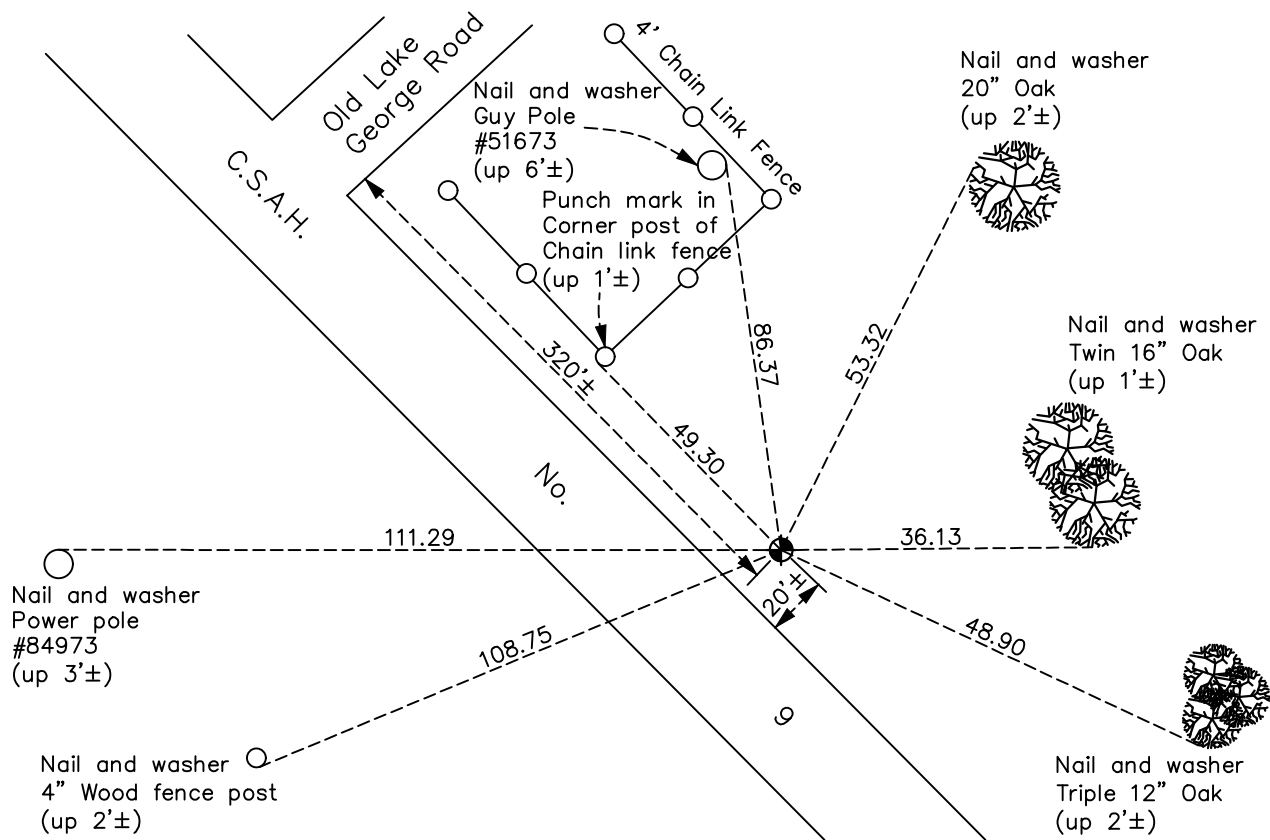 Old Lake
George Road
4' Chain Link Fence
Nail and washer
Guy Pole
#51673
(up 6'±)
Nail and washer
20" Oak
(up 2'±)
C.S.A.H.
Punch mark in
Corner post of
Chain link fence
(up 1'±)
86.37
53.32
Nail and washer
Twin 16" Oak
(up 1'±)
320'±
49.30
No.
111.29
36.13
Nail and washer
Power pole
#84973
(up 3'±)
20'±
108.75
48.90
9
Nail and washer
4" Wood fence post
(up 2'±)
Nail and washer
Triple 12" Oak
(up 2'±)